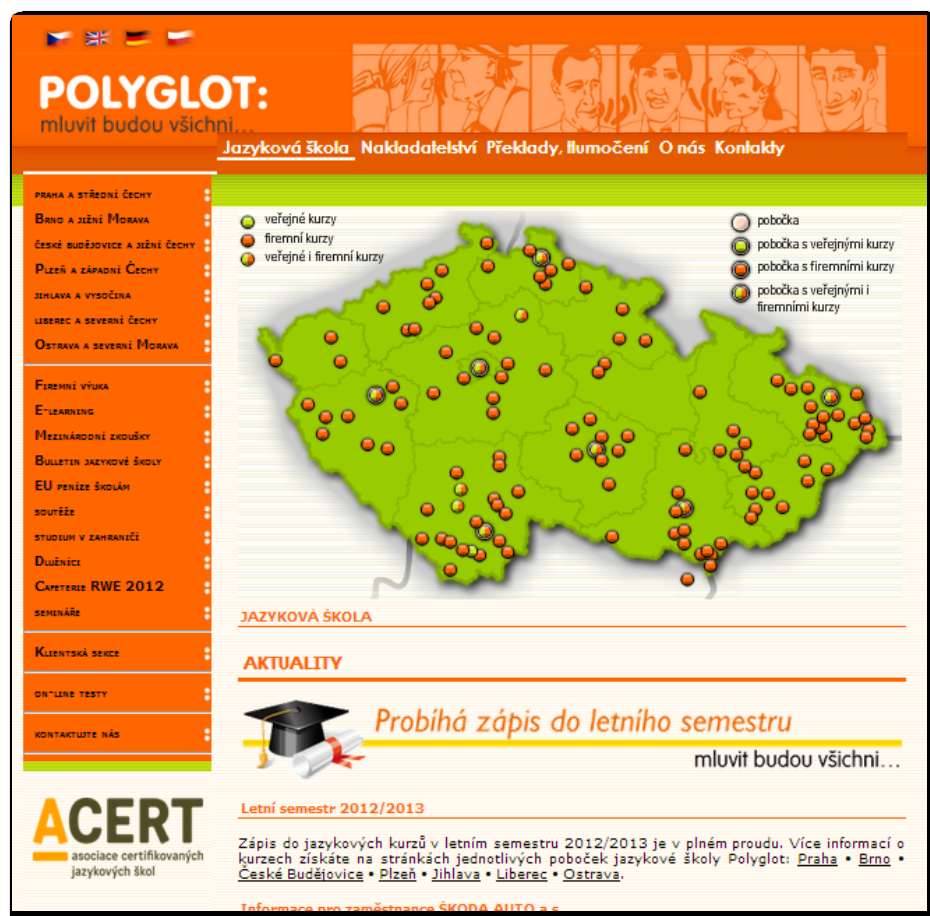 POLYGLOT:
mluvit budou všichni...
Jazyková škola Nakladatelství Překlady, tlumočení O nás Kontakty
PRAHA A STŘEDNÍ ČECHY
BRNO A JIŽNÍ MORAVA
ČESKÉ BUDĚJOVICE A JIŽNÍ ČECHY
PLZEŇ A ZÁPADNÍ ČECHY
JIHLAVA A VYSOČINA
LIBEREC A SEVERNÍ ČECHY
OSTRAVA A SEVERNÍ MORAVA
FIREMNÍ VÝUKA
E-LEARNING
MEZINÁRODNÍ ZKOUŠKY
BULLETIN JAZYKOVÉ ŠKOLY
EU PENÍZE ŠKOLÁM
SOUTĚŽE
STUDIUM V ZAHRANIČÍ
DLUŽNÍCI
CAFETERIE RWE 2012
SEMINÁŘE
KLIENTSKÁ SEKCE
ON-LINE TESTY
KONTAKTUJTE NÁS
ACERT
asociace certifikovaných
jazykových škol
veřejné kurzy
firemní kurzy
veřejné i firemní kurzy
pobočka
pobočka s veřejnými kurzy
pobočka s firemními kurzy
pobočka s veřejnými i
firemními kurzy
JAZYKOVÁ ŠKOLA
AKTUALITY
Probíhá zápis do letního semestru
mluvit budou všichni...
Letní semestr 2012/2013
Zápis do jazykových kurzů v letním semestru 2012/2013 je v plném proudu. Více informací o
kurzech získáte na stránkách jednotlivých poboček jazykové školy Polyglot: Praha • Brno •
České Budějovice • Plzeň • Jihlava • Liberec • Ostrava.
Informace pro zaměstnance ŠKODA AUTO a.s.